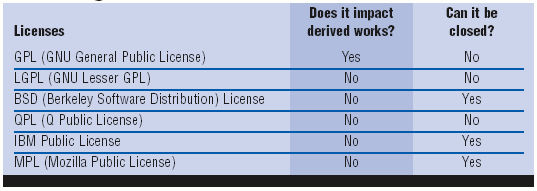 Does it impact Can it be
Licenses derived works? closed?
GPL (GNU General Public License) Yes No
LGPL (GNU Lesser GPL) No No
BSD (Berkeley Software Distribution) License No Yes
QPL (Q Public License) No No
IBM Public License No Yes
MPL (Mozilla Public License) No Yes